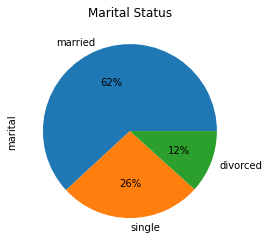 Marital Status
married
62%
marital
12%
divorced
26%
single